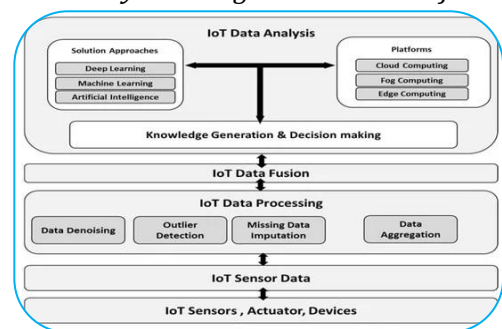 IoT Data Analysis
Solution Approaches
Deep Learning
Machine Learning
Artificial Intelligence
Platforms
Cloud Computing
Fog Computing
Edge Computing
Knowledge Generation & Decision making
IoT Data Fusion
IoT Data Processing
Data Denoising
Outlier
Detection
Missing Data
Imputation
Data
Aggregation
IoT Sensor Data
IoT Sensors , Actuator, Devices